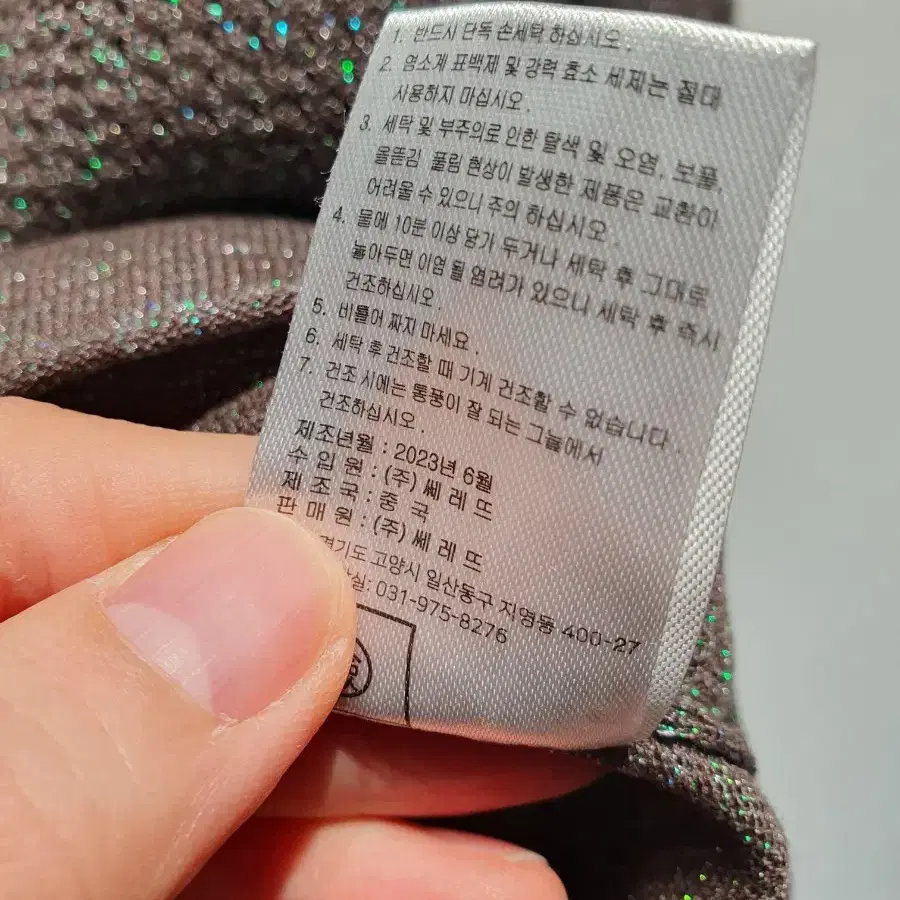 1. 반드시 단독 손세탁 하십시오.
2. 염소계 표백제 및 강력 효소 세제는 절대
사용하지 마십시오.
3. 세탁 및 부주의로 인한 탈색 및 오염, 보풀,
올뜯김 풀림 현상이 발생한 제품은 교환이
어려울 수 있으니 주의 하십시오.
4. 물에 10분 이상 담가 두거나 세탁 후 그대로
놓아두면 이염 될 염려가 있으니 세탁 후 즉시
건조하십시오.
5. 비틀어 짜지 마세요.
6. 세탁 후 건조할 때 기계 건조할 수 없습니다.
7. 건조 시에는 통풍이 잘 되는 그늘에서
건조하십시오.
제조년월 : 2023년 6월
수 입 원 : (주) 쎄 레 뜨
제 조 국 : 중 국
판 매 원 : (주) 쎄 레 뜨
경기도 고양시 일산동구 지영동 400-27
실: 031-975-8276